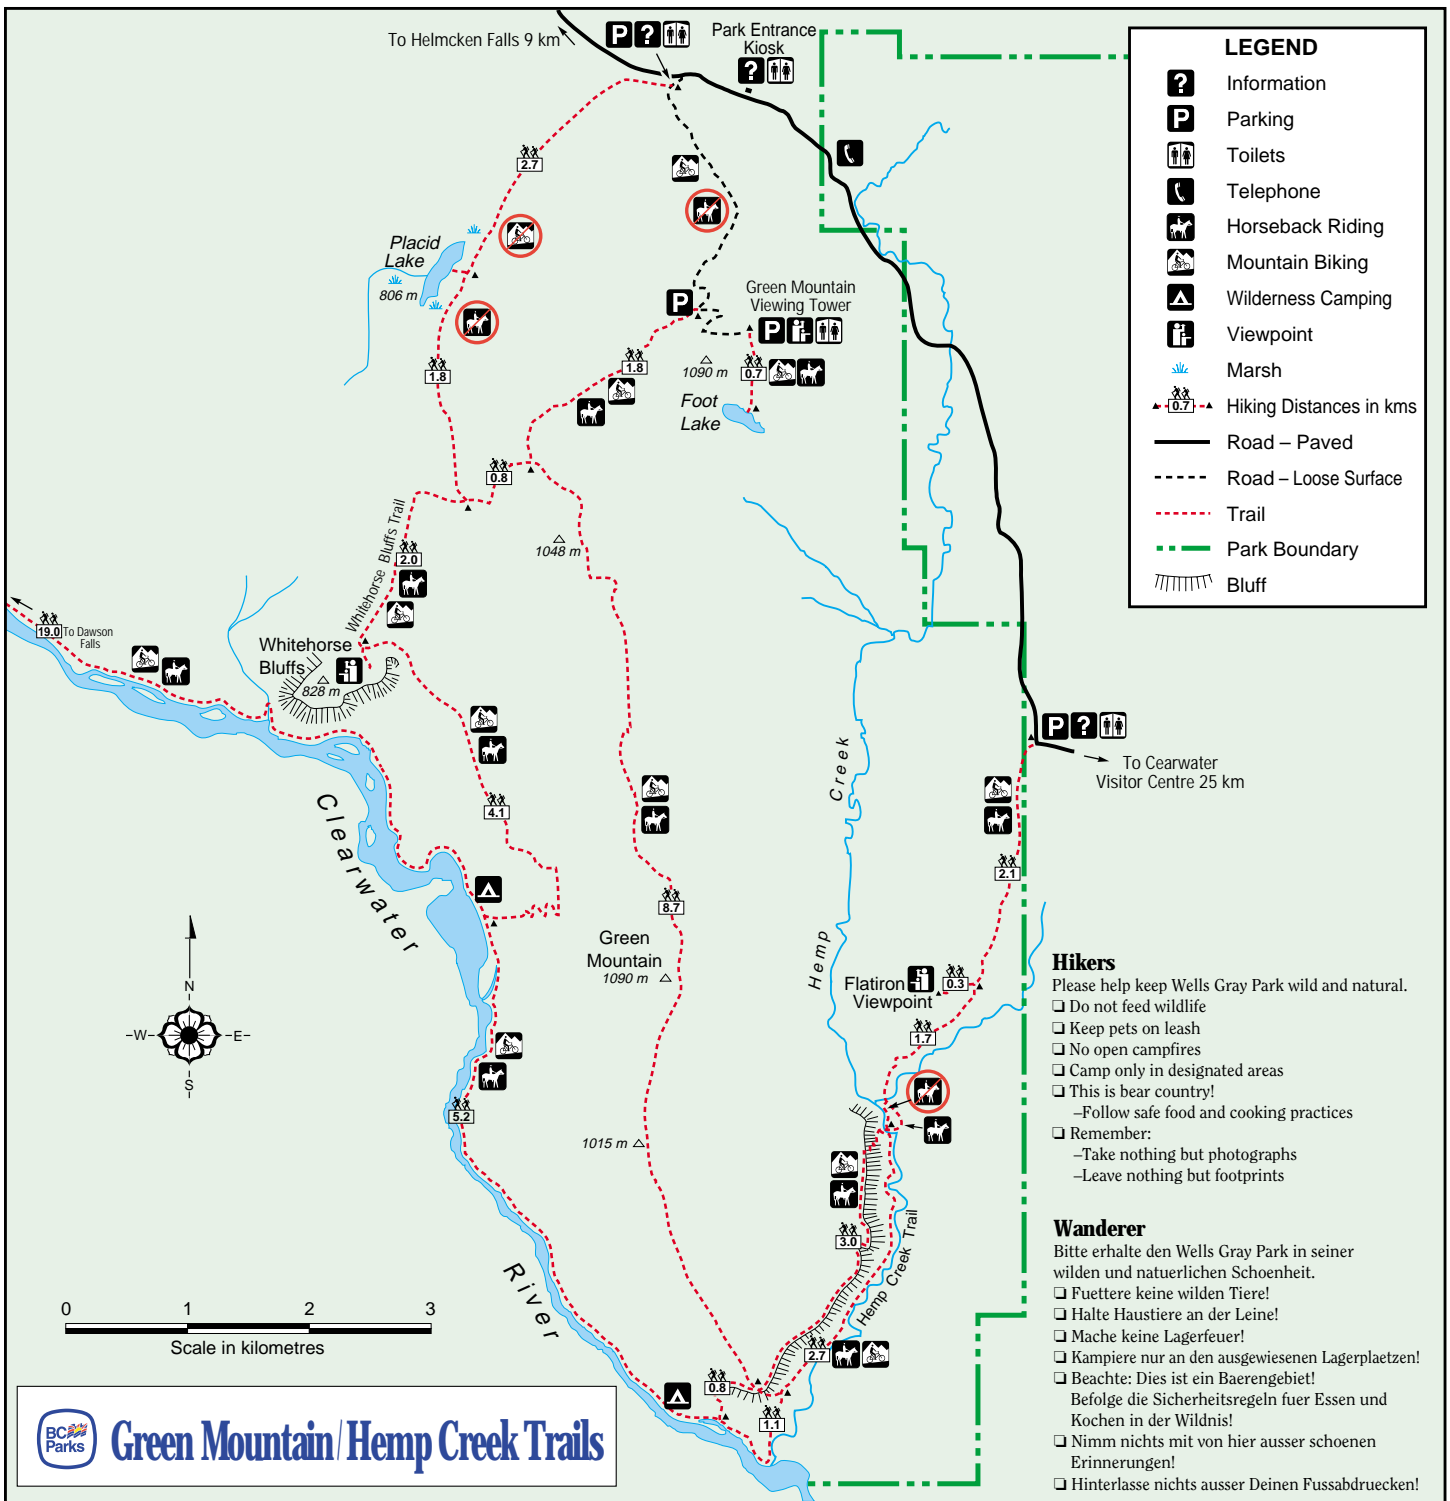 To Helmcken Falls 9 km
P ?
Park Entrance
Kiosk
?
LEGEND
? Information
P Parking
Toilets
Telephone
Horseback Riding
Mountain Biking
Wilderness Camping
Viewpoint
Marsh
0.7 Hiking Distances in kms
Road – Paved
Road – Loose Surface
Trail
Park Boundary
Bluff
2.7
Placid
Lake
806 m
1.8
P
Green Mountain
Viewing Tower
P
1.8
1090 m
0.7
Foot
Lake
0.8
1048 m
Whitehorse Bluffs Trail
2.0
19.0
To Dawson
Falls
Whitehorse
Bluffs
828 m
P ?
To Cearwater
Visitor Centre 25 km
4.1
Clearwater
River
8.7
Green
Mountain
1090 m
Hemp
Creek
2.1
Flatiron
Viewpoint
0.3
1.7
5.2
1015 m
3.0
Hemp Creek Trail
2.7
0.8
1.1
N
W E
S
0 1 2 3
Scale in kilometres
BC
Parks
Green Mountain/Hemp Creek Trails
Hikers
Please help keep Wells Gray Park wild and natural.
❏ Do not feed wildlife
❏ Keep pets on leash
❏ No open campfires
❏ Camp only in designated areas
❏ This is bear country!
–Follow safe food and cooking practices
❏ Remember:
–Take nothing but photographs
–Leave nothing but footprints
Wanderer
Bitte erhalte den Wells Gray Park in seiner
wilden und natuerlichen Schoenheit.
❏ Fuettere keine wilden Tiere!
❏ Halte Haustiere an der Leine!
❏ Mache keine Lagerfeuer!
❏ Kampiere nur an den ausgewiesenen Lagerplaetzen!
❏ Beachte: Dies ist ein Baerengebiet!
Befolge die Sicherheitsregeln fuer Essen und
Kochen in der Wildnis!
❏ Nimm nichts mit von hier ausser schoenen
Erinnerungen!
❏ Hinterlasse nichts ausser Deinen Fussabdruecken!